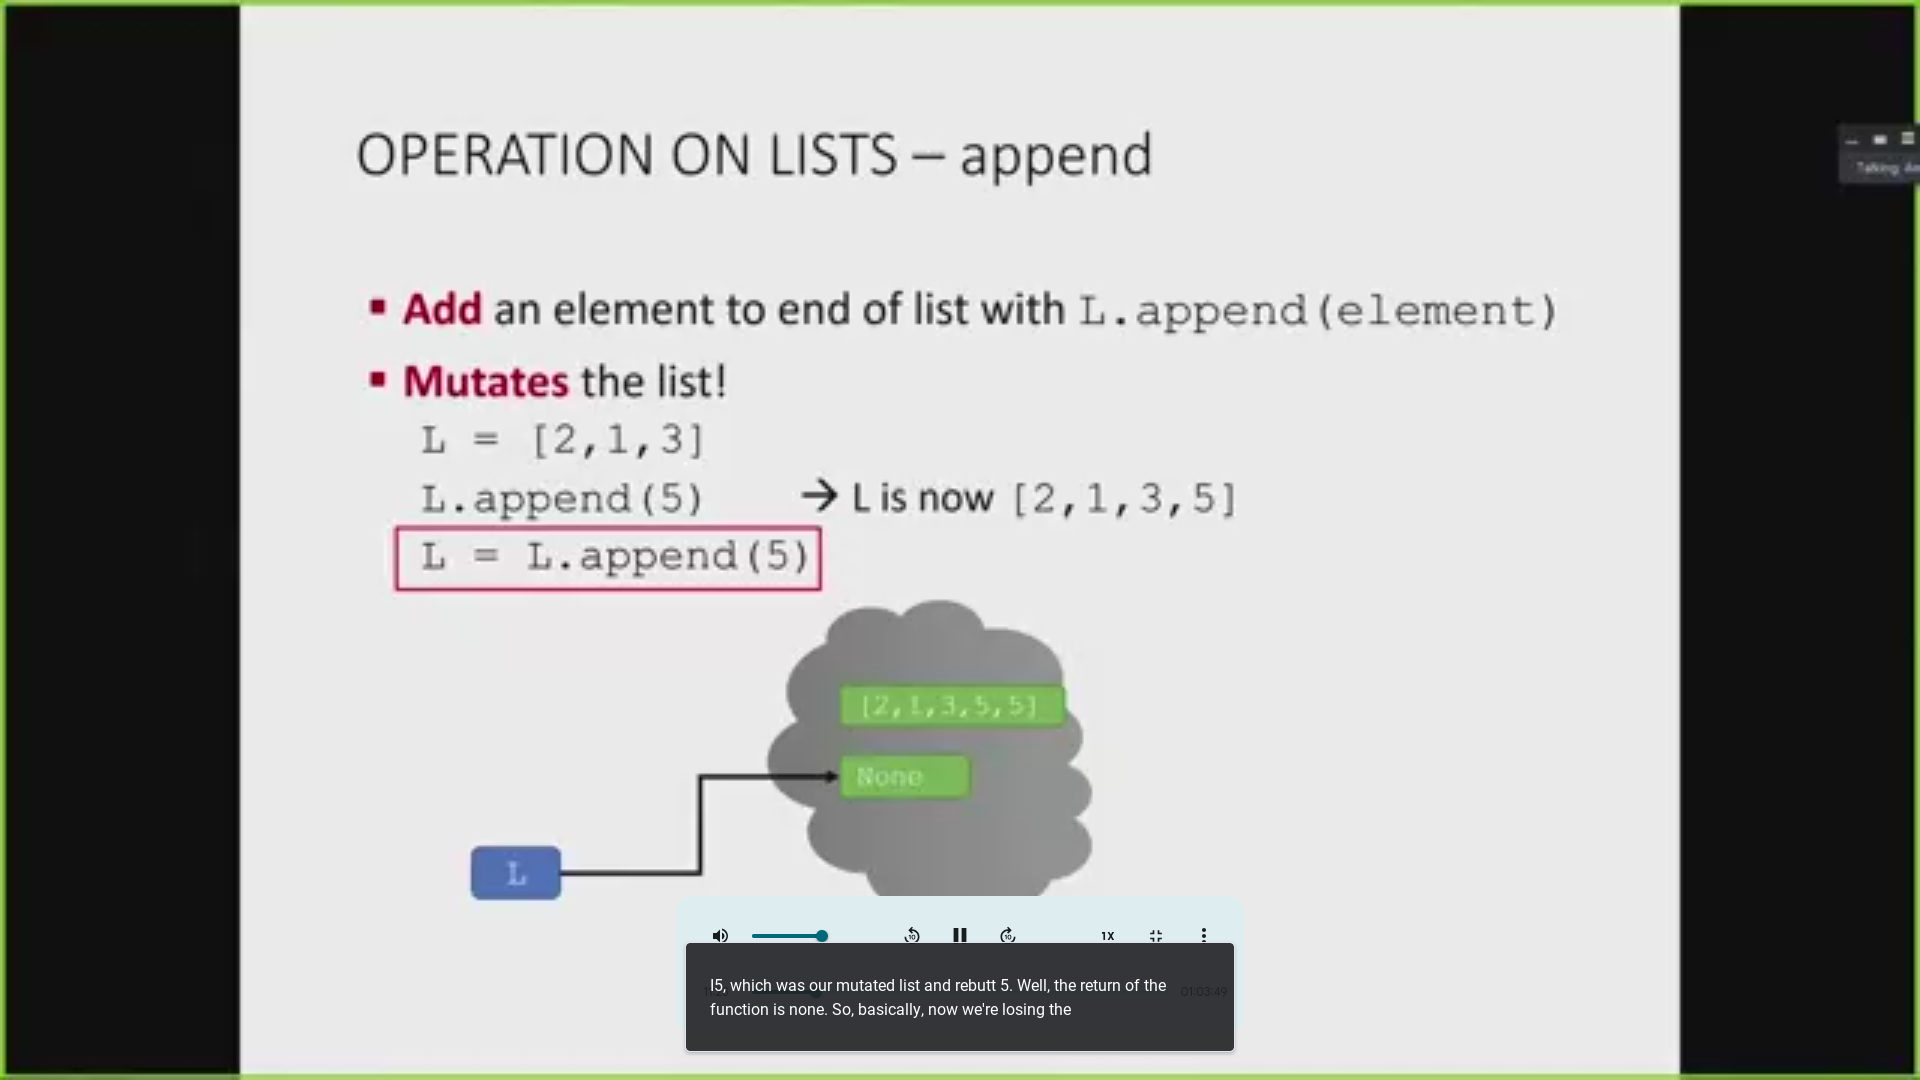 OPERATION ON LISTS – append
Talking:
▪ Add an element to end of list with L.append(element)
▪ Mutates the list!
L = [2,1,3]
L.append(5) → L is now [2,1,3,5]
L = L.append(5)
[2,1,3,5,5]
None
L
10
10
1X
I5, which was our mutated list and rebutt 5. Well, the return of the
01:03:49
function is none. So, basically, now we're losing the